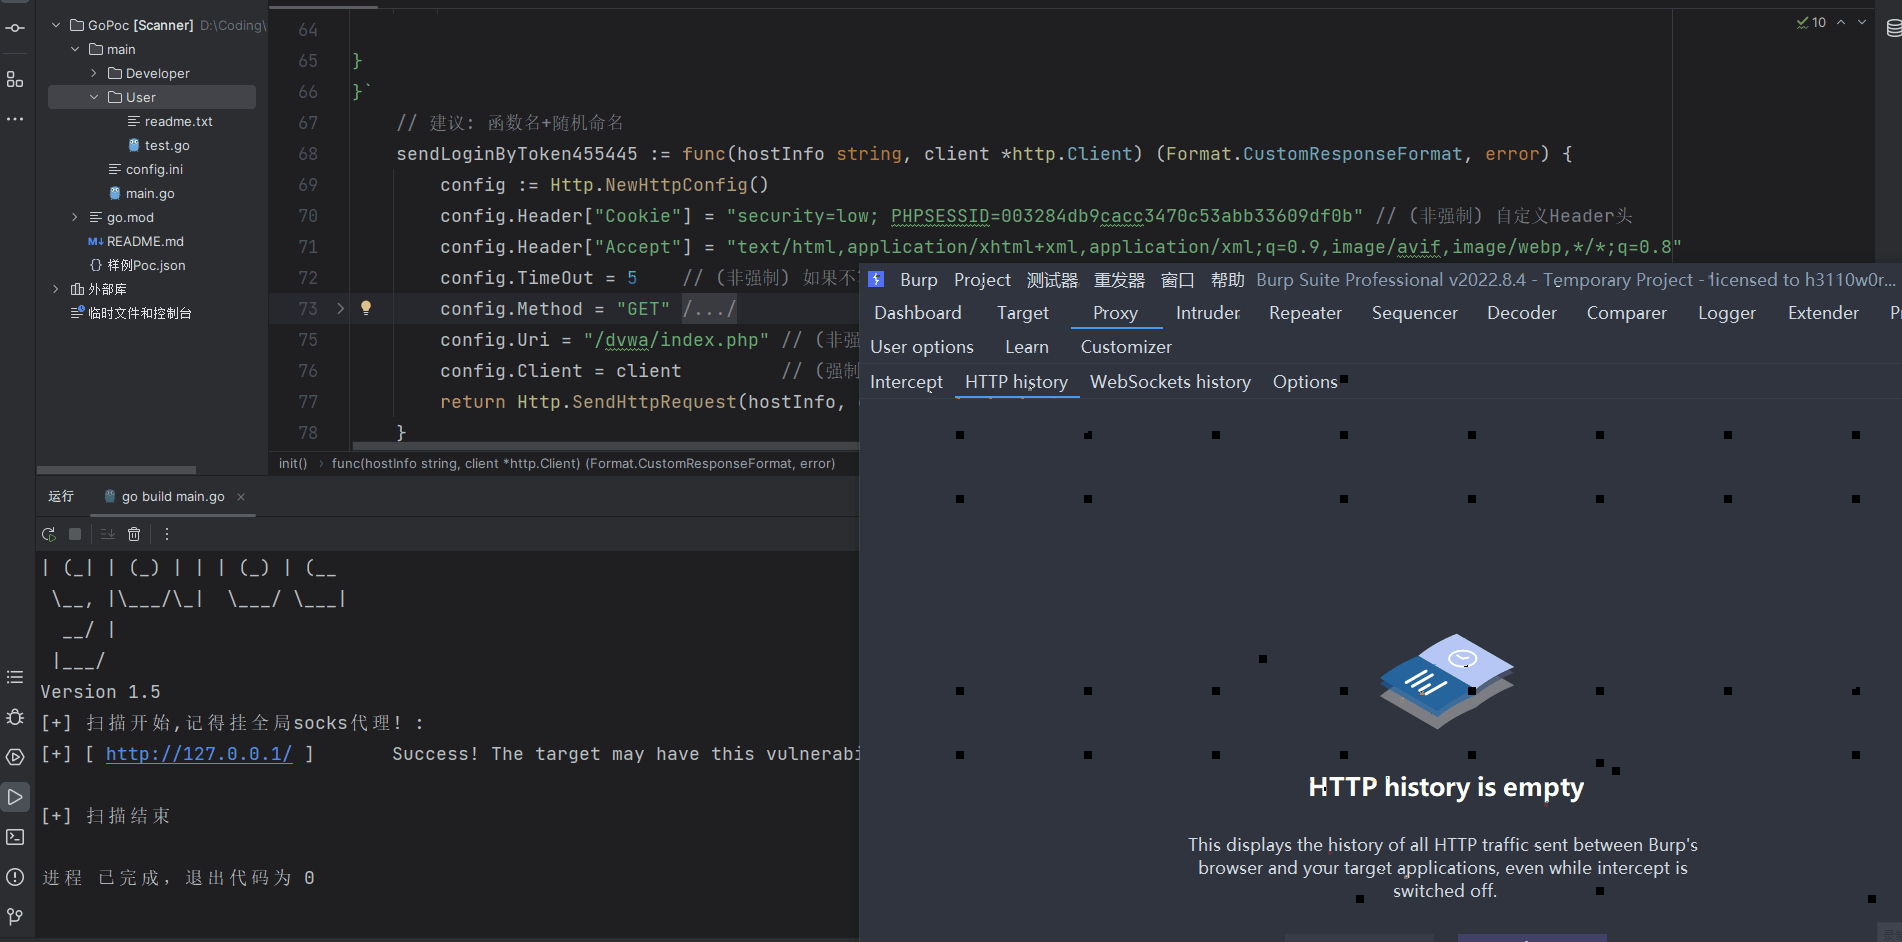 GoPoc [Scanner] D:\Coding\
main
Developer
User
readme.txt
test.go
config.ini
main.go
go.mod
README.md
样例Poc.json
外部库
临时文件和控制台
10
64
65 }
66 }`
67 // 建议: 函数名+随机命名
68 sendLoginByToken455445 := func(hostInfo string, client *http.Client) (Format.CustomResponseFormat, error) {
69 config := Http.NewHttpConfig()
70 config.Header["Cookie"] = "security=low; PHPSESSID=003284db9cacc3470c53abb33609df0b" // (非强制) 自定义Header头
71 config.Header["Accept"] = "text/html,application/xhtml+xml,application/xml;q=0.9,image/avif,image/webp,*/*;q=0.8"
72 config.TimeOut = 5 // (非强制) 如果不
73 config.Method = "GET" /.../
75 config.Uri = "/dvwa/index.php" // (非强
76 config.Client = client // (强制
77 return Http.SendHttpRequest(hostInfo,
78 }
init() › func(hostInfo string, client *http.Client) (Format.CustomResponseFormat, error)
运行 go build main.go
| (_| | (_) | | | (_) | (__
\__, |\___/\_| \___/ \___|
__/ |
|___/
Version 1.5
[+] 扫描开始,记得挂全局socks代理! :
[+] [ http://127.0.0.1/ ] Success! The target may have this vulnerabi
[+] 扫描结束
进程 已完成, 退出代码为 0
Burp Project 测试器 重发器 窗口 帮助 Burp Suite Professional v2022.8.4 - Temporary Project - licensed to h3110w0r...
Dashboard Target Proxy Intruder Repeater Sequencer Decoder Comparer Logger Extender
User options Learn Customizer
Intercept HTTP history WebSockets history Options
HTTP history is empty
This displays the history of all HTTP traffic sent between Burp's
browser and your target applications, even while intercept is
switched off.